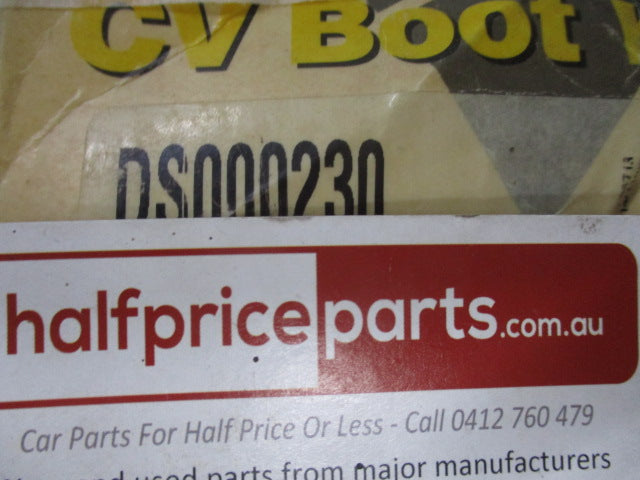 CV Boot
DS000230
halfpriceparts.com.au
Car Parts For Half Price Or Less - Call 0412 760 479
and used parts from major manufacturers